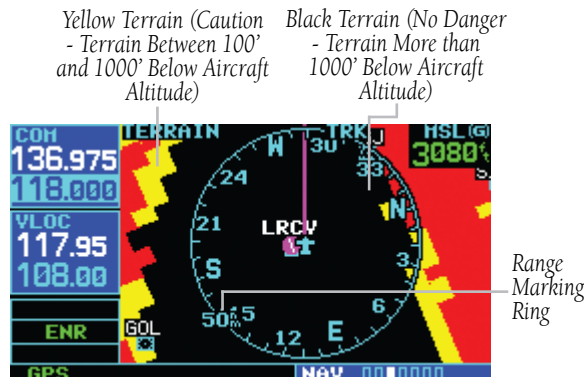 Yellow Terrain (Caution
- Terrain Between 100'
and 1000' Below Aircraft
Altitude)
Black Terrain (No Danger
- Terrain More than
1000' Below Aircraft
Altitude)
COM
136.975
118.000
VLOC
117.95
108.00
ENR
GPS
TERRAIN
TRK
MSL(G)
3080
W
30
33
24
N
21
LRCV
S
3
15
50
6
12
E
GOL
NAV
Range
Marking
Ring